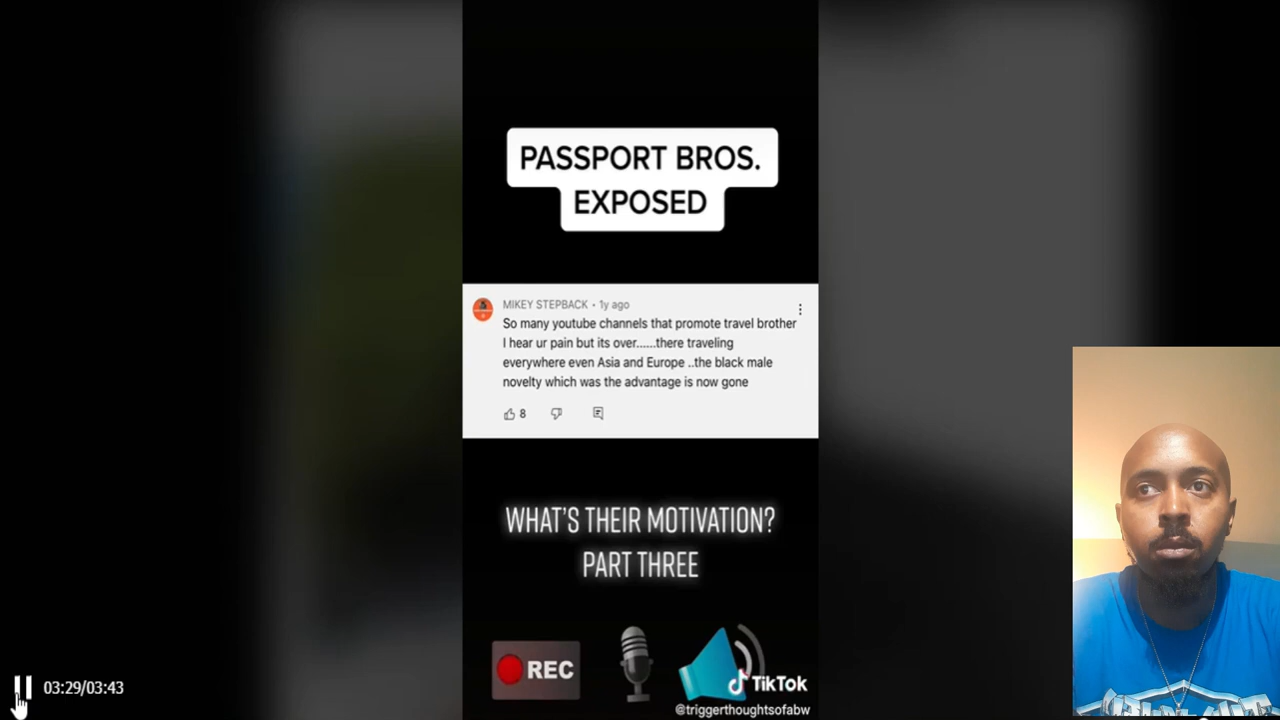 PASSPORT BROS.
EXPOSED
MIKEY STEPBACK • 1y ago
So many youtube channels that promote travel brother
I hear ur pain but its over......there traveling
everywhere even Asia and Europe ..the black male
novelty which was the advantage is now gone
8
WHAT'S THEIR MOTIVATION?
PART THREE
REC
TikTok
@triggerthoughtsofabw
03:29/03:43